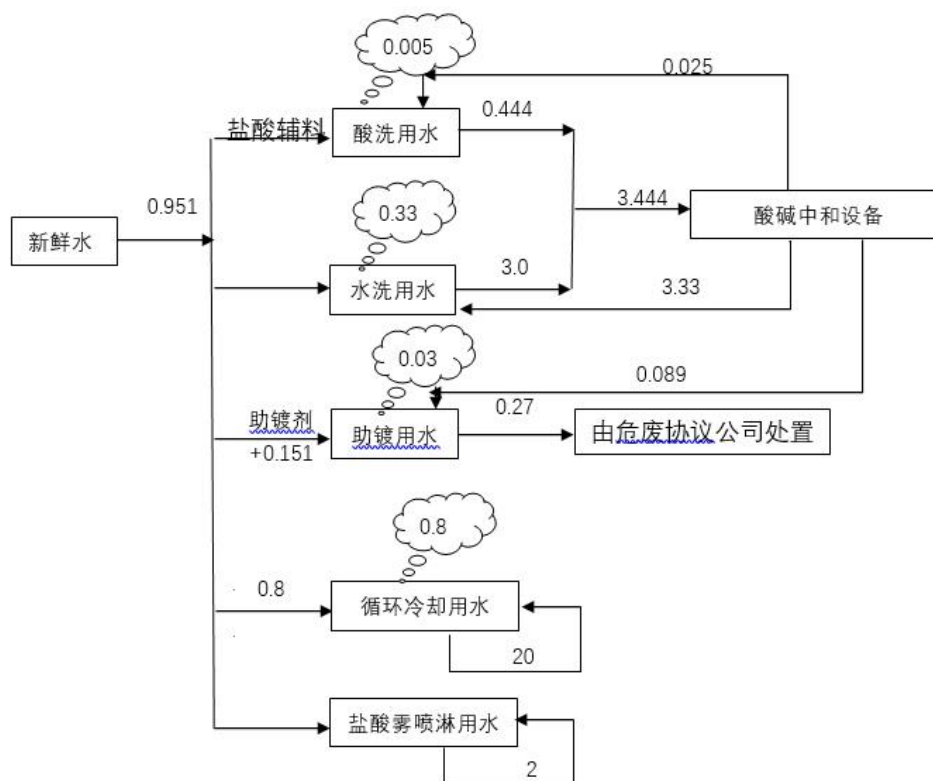 0.005
0.025
盐酸辅料
酸洗用水
0.444
0.951
0.33
3.444
酸碱中和设备
新鲜水
水洗用水
3.0
3.33
0.03
0.089
助镀剂
+0.151
助镀用水
0.27
由危废协议公司处置
0.8
0.8
循环冷却用水
20
盐酸雾喷淋用水
2